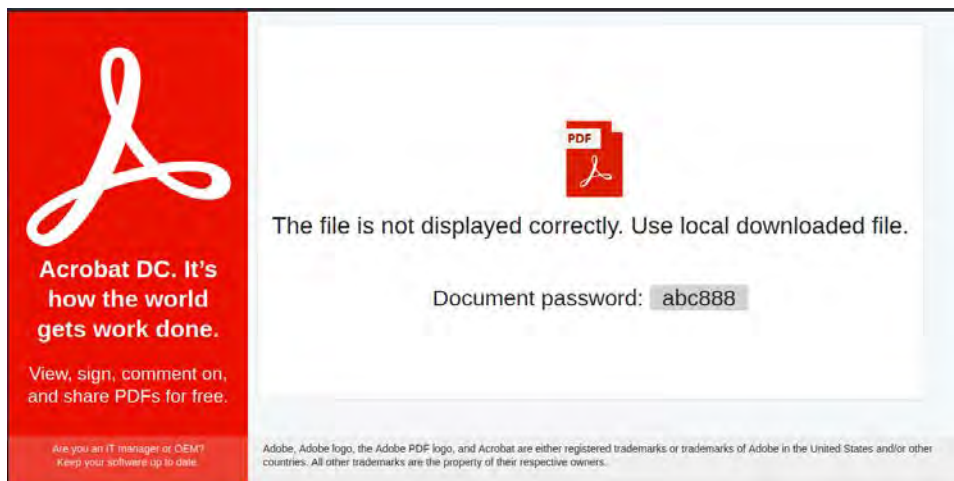 Acrobat DC. It’s
how the world
gets work done.
View, sign, comment on,
and share PDFs for free.
Are you an IT manager or OEM?
Keep your software up to date.
PDF
The file is not displayed correctly. Use local downloaded file.
Document password: abc888
Adobe, Adobe logo, the Adobe PDF logo, and Acrobat are either registered trademarks or trademarks of Adobe in the United States and/or other
countries. All other trademarks are the property of their respective owners.